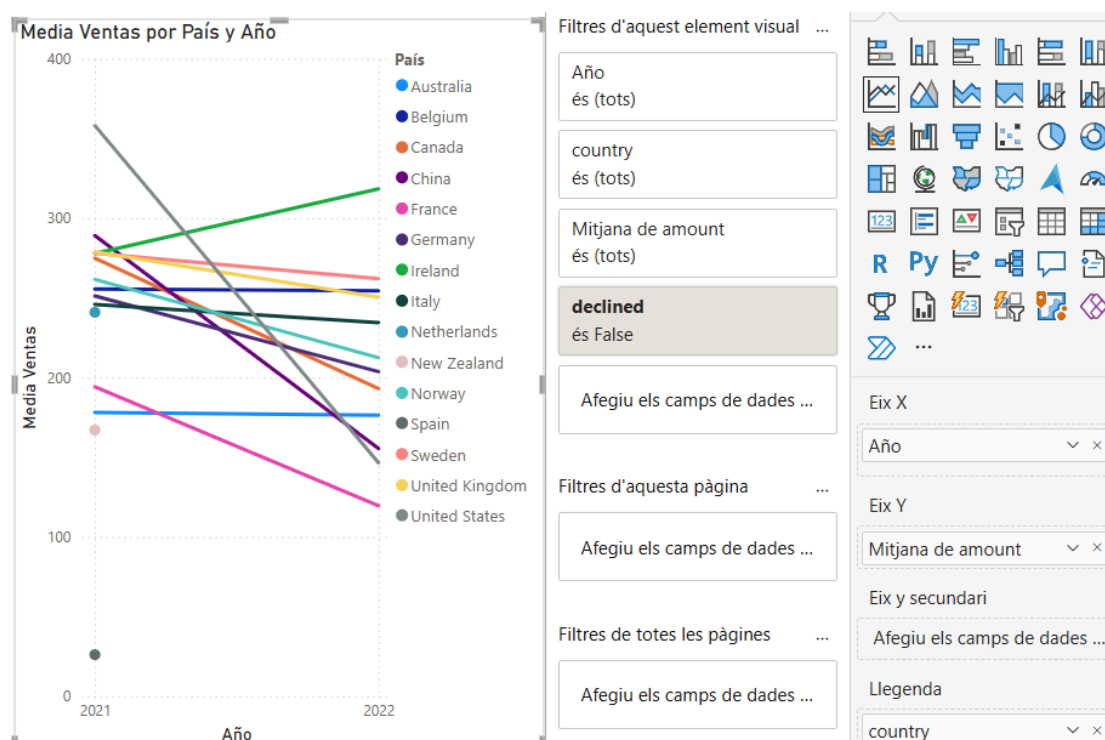 Media Ventas por País y Año
400
300
200
100
0
Media Ventas
2021
2022
Año
País
Australia
Belgium
Canada
China
France
Germany
Ireland
Italy
Netherlands
New Zealand
Norway
Spain
Sweden
United Kingdom
United States
Filtres d'aquest element visual ...
Año
és (tots)
country
és (tots)
Mitjana de amount
és (tots)
declined
és False
Afegiu els camps de dades ...
Filtres d'aquesta pàgina ...
Afegiu els camps de dades ...
Filtres de totes les pàgines ...
Afegiu els camps de dades ...
123
R Py
123
...
Eix X
Año
Eix Y
Mitjana de amount
Eix y secundari
Afegiu els camps de dades ...
Llegenda
country